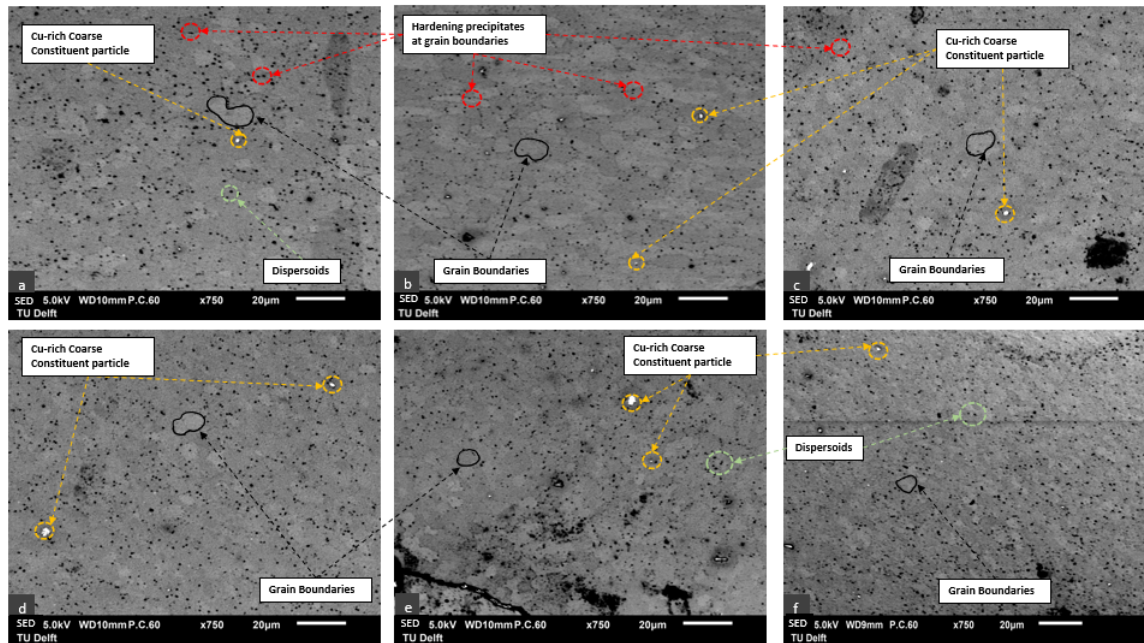 Cu-rich Coarse
Constituent particle
Hardening precipitates
at grain boundaries
Cu-rich Coarse
Constituent particle
Dispersoids
Grain Boundaries
Grain Boundaries
a
b
c
SED 5.0kV WD10mm P.C.60 x750 20µm
TU Delft
SED 5.0kV WD10mm P.C.60 x750 20µm
TU Delft
SED 5.0kV WD10mm P.C.60 x750 20µm
TU Delft
Cu-rich Coarse
Constituent particle
Cu-rich Coarse
Constituent particle
Dispersoids
Grain Boundaries
Grain Boundaries
d
e
f
SED 5.0kV WD10mm P.C.60 x750 20µm
TU Delft
SED 5.0kV WD10mm P.C.60 x750 20µm
TU Delft
SED 5.0kV WD9mm P.C.60 x750 20µm
TU Delft